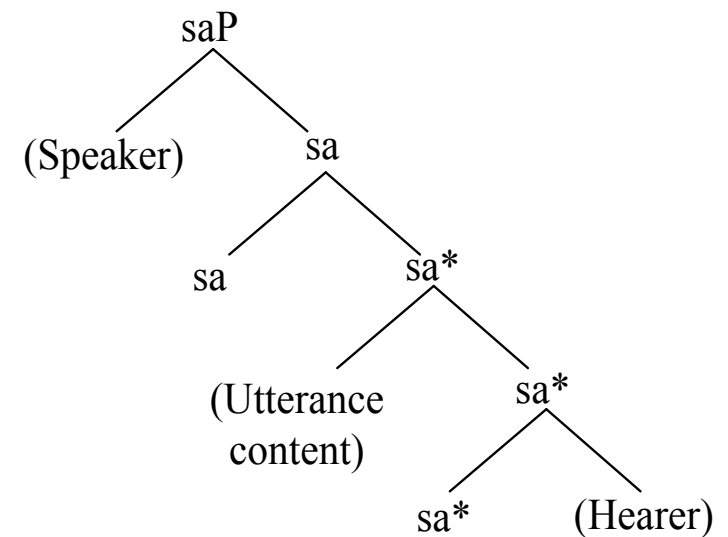 saP
(Speaker)
sa
sa
sa*
(Utterance
content)
sa*
sa*
(Hearer)